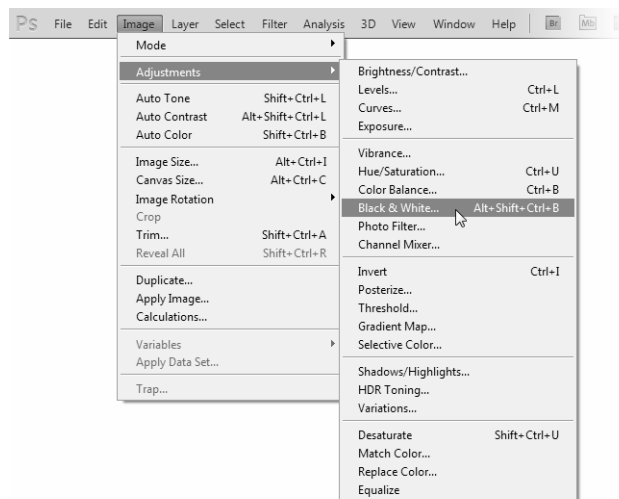 Ps File Edit Image Layer Select Filter Analysis 3D View Window Help Br Mb
Mode
Adjustments
Auto Tone Shift+Ctrl+L
Auto Contrast Alt+Shift+Ctrl+L
Auto Color Shift+Ctrl+B
Image Size... Alt+Ctrl+I
Canvas Size... Alt+Ctrl+C
Image Rotation
Crop
Trim... Shift+Ctrl+A
Reveal All Shift+Ctrl+R
Duplicate...
Apply Image...
Calculations...
Variables
Apply Data Set...
Trap...
Brightness/Contrast...
Levels... Ctrl+L
Curves... Ctrl+M
Exposure...
Vibrance...
Hue/Saturation... Ctrl+U
Color Balance... Ctrl+B
Black & White... Alt+Shift+Ctrl+B
Photo Filter...
Channel Mixer...
Invert Ctrl+I
Posterize...
Threshold...
Gradient Map...
Selective Color...
Shadows/Highlights...
HDR Toning...
Variations...
Desaturate Shift+Ctrl+U
Match Color...
Replace Color...
Equalize